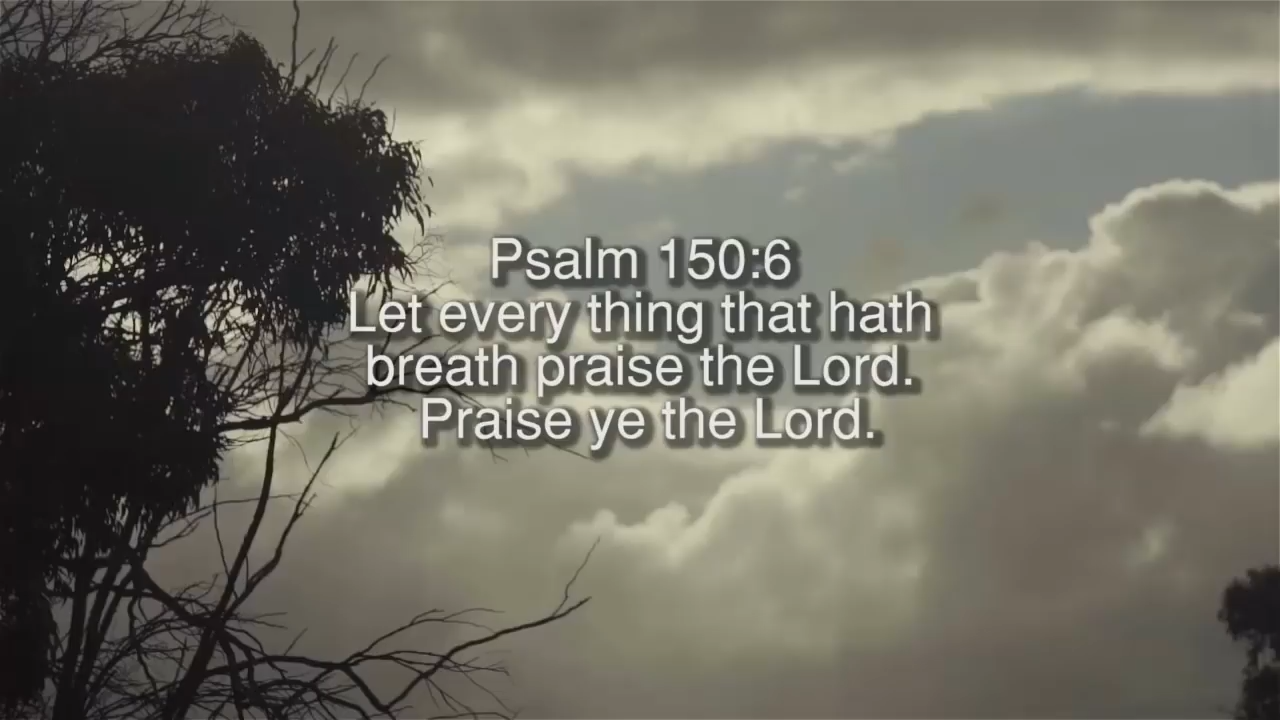 Psalm 150:6
Let every thing that hath
breath praise the Lord.
Praise ye the Lord.